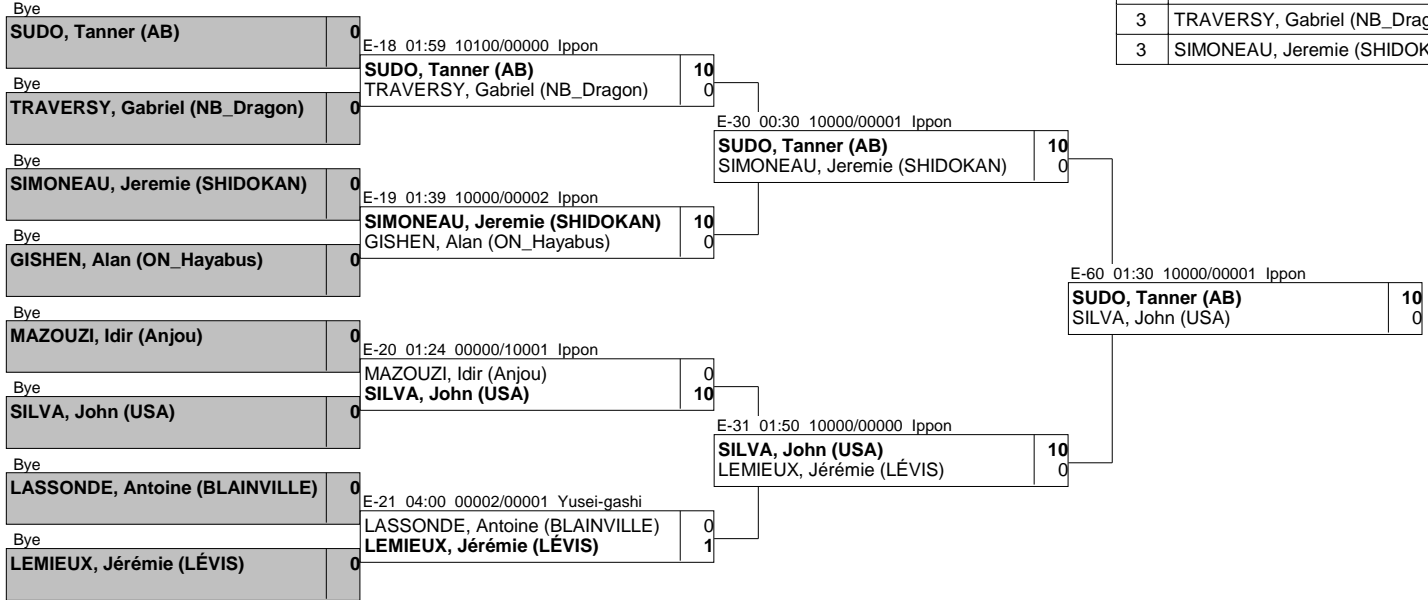 Bye
SUDO, Tanner (AB) 0
Bye
TRAVERSY, Gabriel (NB_Dragon) 0
Bye
SIMONEAU, Jeremie (SHIDOKAN) 0
Bye
GISHEN, Alan (ON_Hayabus) 0
Bye
MAZOUZI, Idir (Anjou) 0
Bye
SILVA, John (USA) 0
Bye
LASSONDE, Antoine (BLAINVILLE) 0
Bye
LEMIEUX, Jérémie (LÉVIS) 0
E-18 01:59 10100/00000 Ippon
SUDO, Tanner (AB) 10
TRAVERSY, Gabriel (NB_Dragon) 0
E-19 01:39 10000/00002 Ippon
SIMONEAU, Jeremie (SHIDOKAN) 10
GISHEN, Alan (ON_Hayabus) 0
E-20 01:24 00000/10001 Ippon
MAZOUZI, Idir (Anjou) 0
SILVA, John (USA) 10
E-21 04:00 00002/00001 Yusei-gashi
LASSONDE, Antoine (BLAINVILLE) 0
LEMIEUX, Jérémie (LÉVIS) 1
E-30 00:30 10000/00001 Ippon
SUDO, Tanner (AB) 10
SIMONEAU, Jeremie (SHIDOKAN) 0
E-31 01:50 10000/00000 Ippon
SILVA, John (USA) 10
LEMIEUX, Jérémie (LÉVIS) 0
E-60 01:30 10000/00001 Ippon
SUDO, Tanner (AB) 10
SILVA, John (USA) 0
3 TRAVERSY, Gabriel
3 SIMONEAU, Jeremie